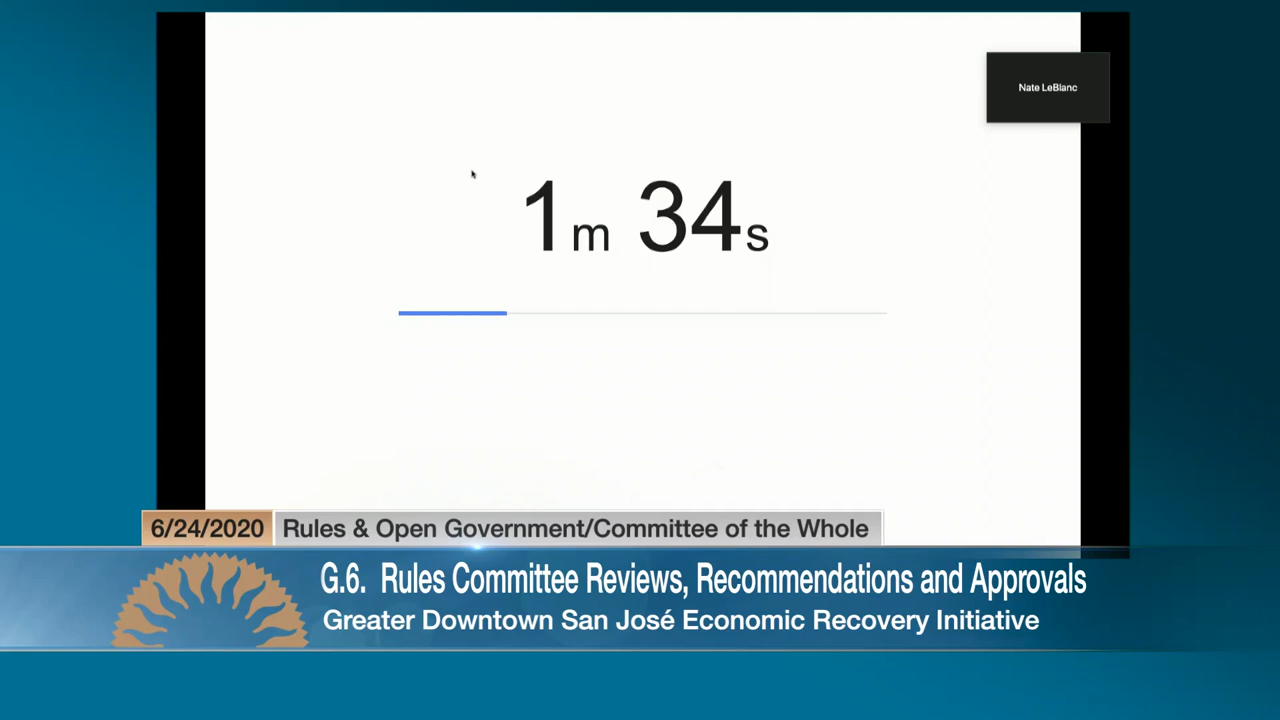 Nate LeBlanc
1m 34s
6/24/2020 Rules & Open Government/Committee of the Whole
G.6. Rules Committee Reviews, Recommendations and Approvals
Greater Downtown San José Economic Recovery Initiative